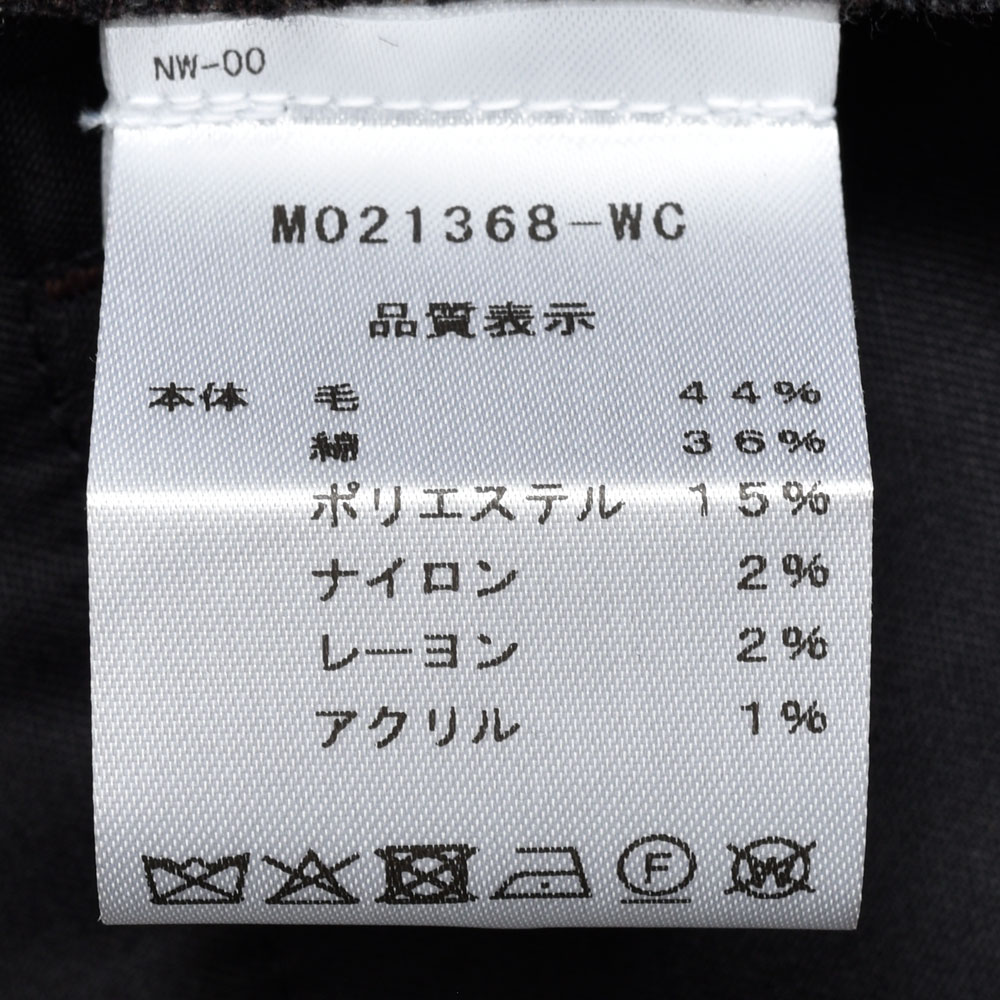 NW-00
M021368-WC
品質表示
本体 毛 44%
綿 36%
ポリエステル 15%
ナイロン 2%
レーヨン 2%
アクリル 1%
F W